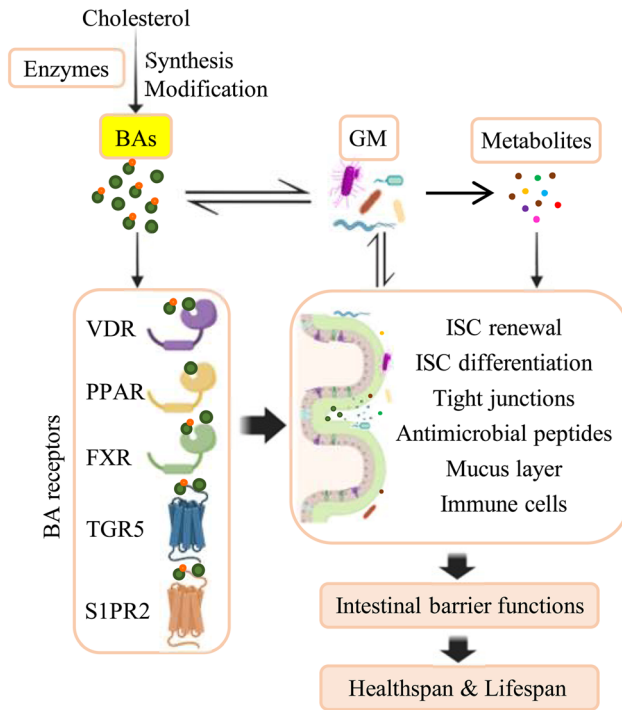 Cholesterol
Enzymes
Synthesis
Modification
BAs
GM
Metabolites
BA receptors
VDR
PPAR
FXR
TGR5
S1PR2
ISC renewal
ISC differentiation
Tight junctions
Antimicrobial peptides
Mucus layer
Immune cells
Intestinal barrier functions
Healthspan & Lifespan